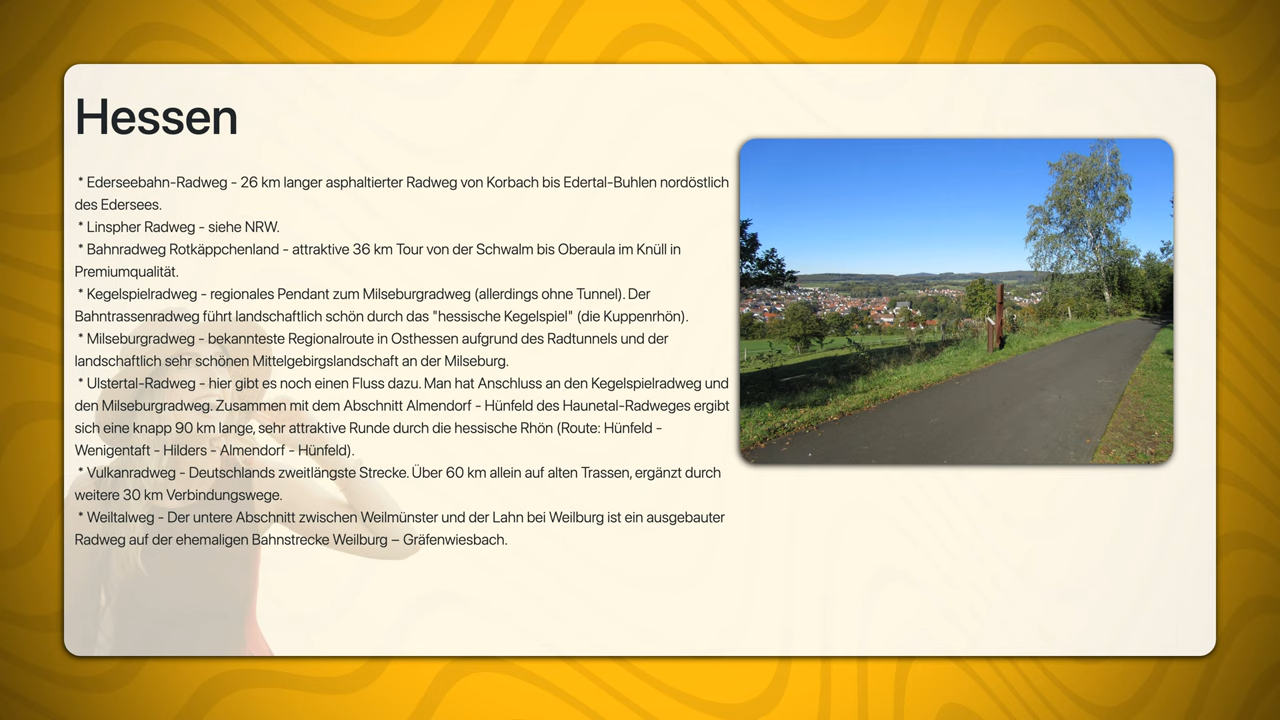 Hessen
* Ederseebahn-Radweg - 26 km langer asphaltierter Radweg von Korbach bis Edertal-Buhlen nordöstlich
des Edersees.
* Linspher Radweg - siehe NRW.
* Bahnradweg Rotkäppchenland - attraktive 36 km Tour von der Schwalm bis Oberaula im Knüll in
Premiumqualität.
* Kegelspielradweg - regionales Pendant zum Milseburgradweg (allerdings ohne Tunnel). Der
Bahntrassenradweg führt landschaftlich schön durch das "hessische Kegelspiel" (die Kuppenrhön).
* Milseburgradweg - bekannteste Regionalroute in Osthessen aufgrund des Radtunnels und der
landschaftlich sehr schönen Mittelgebirgslandschaft an der Milseburg.
* Ulstertal-Radweg - hier gibt es noch einen Fluss dazu. Man hat Anschluss an den Kegelspielradweg und
den Milseburgradweg. Zusammen mit dem Abschnitt Almendorf - Hünfeld des Haunetal-Radweges ergibt
sich eine knapp 90 km lange, sehr attraktive Runde durch die hessische Rhön (Route: Hünfeld -
Wenigentaft - Hilders - Almendorf - Hünfeld).
* Vulkanradweg - Deutschlands zweitlängste Strecke. Über 60 km allein auf alten Trassen, ergänzt durch
weitere 30 km Verbindungswege.
* Weiltalweg - Der untere Abschnitt zwischen Weilmünster und der Lahn bei Weilburg ist ein ausgebauter
Radweg auf der ehemaligen Bahnstrecke Weilburg – Gräfenwiesbach.